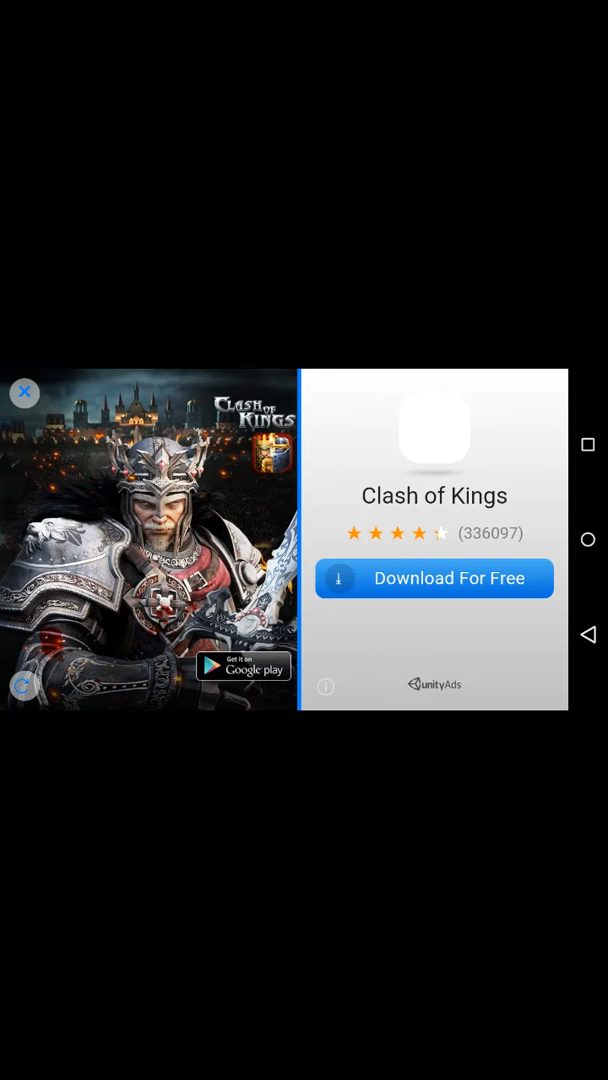 CLASH OF
KINGS
Get it on
Google play
Clash of Kings
(336097)
Download For Free
unityAds